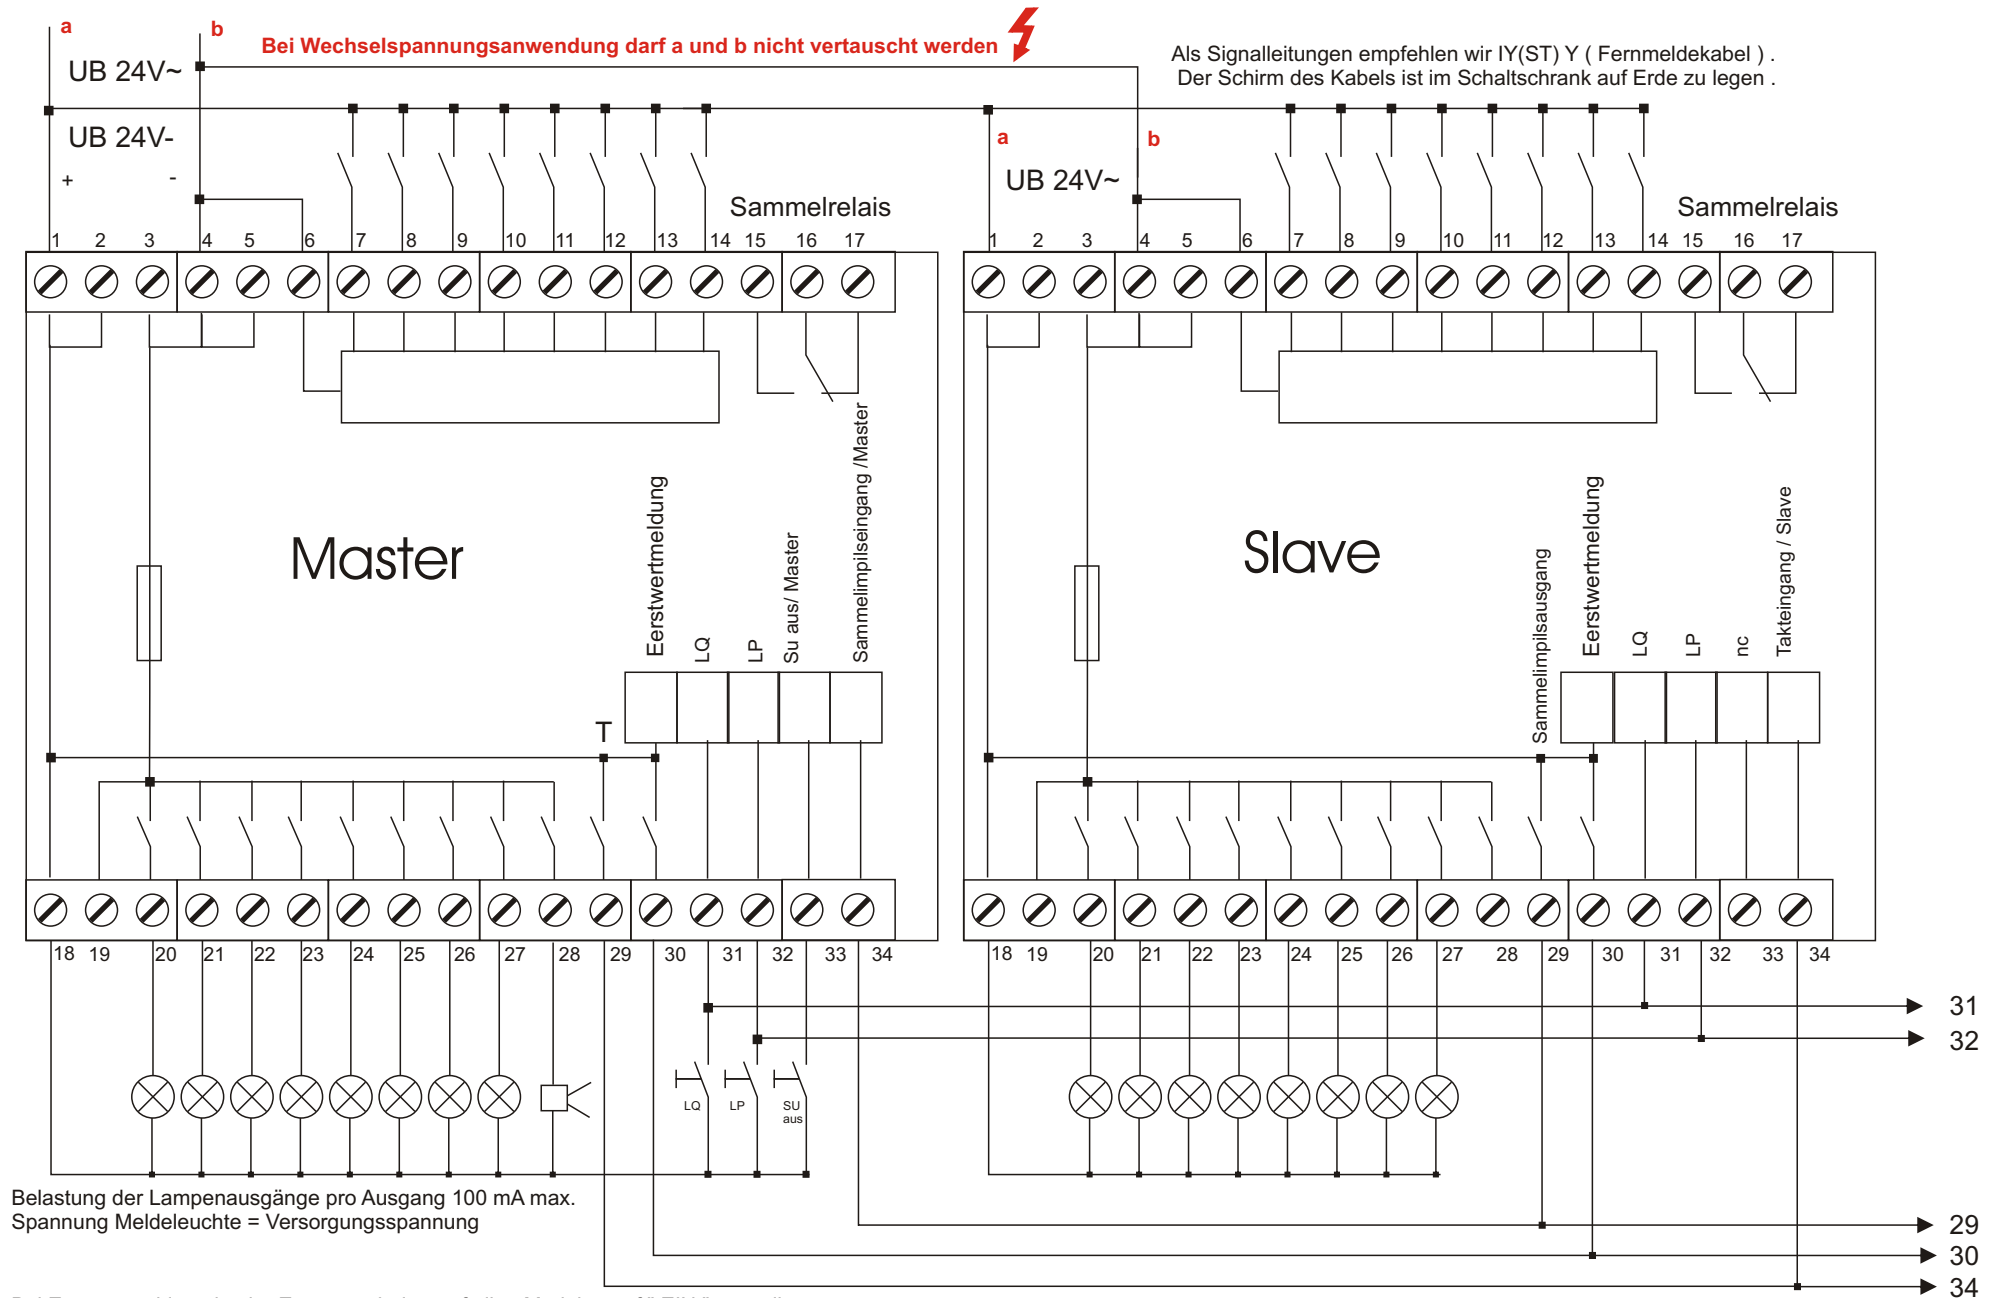 a
b
Bei Wechselspannungsanwendung darf a und b nicht vertauscht werden
Als Signalleitungen empfehlen wir IY(ST) Y ( Fernmeldekabel ) .
Der Schirm des Kabels ist im Schaltschrank auf Erde zu legen .
UB 24V~
UB 24V-
+ -
a
b
UB 24V~
Sammelrelais
Sammelrelais
1 2 3 4 5 6 7 8 9 10 11 12 13 14 15 16 17
1 2 3 4 5 6 7 8 9 10 11 12 13 14 15 16 17
Master
Eerstwertmeldung
LQ
LP
Su aus/ Master
Sammelimpilseingang /Master
T
Slave
Sammelimpilsausgang
Eerstwertmeldung
LQ
LP
nc
Takteingang / Slave
18 19 20 21 22 23 24 25 26 27 28 29 30 31 32 33 34
18 19 20 21 22 23 24 25 26 27 28 29 30 31 32 33 34
31
32
LQ
LP
SU
aus
Belastung der Lampenausgänge pro Ausgang 100 mA max.
Spannung Meldeleuchte = Versorgungsspannung
29
30
34